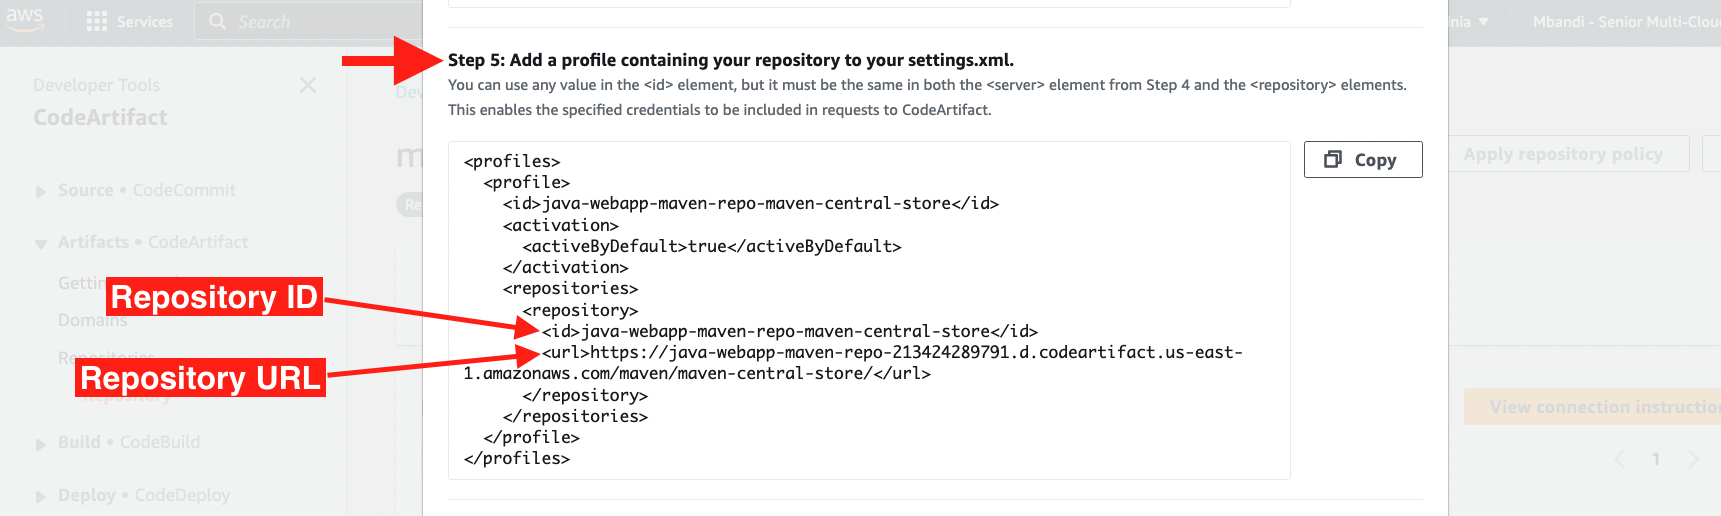 aws
Services
Search
nia
Mbandi - Senior Multi-Clou
Developer Tools
CodeArtifact
Source • CodeCommit
Artifacts • CodeArtifact
Domains
Repositories
Build • CodeBuild
Deploy • CodeDeploy
Step 5: Add a profile containing your repository to your settings.xml.
You can use any value in the <id> element, but it must be the same in both the <server> element from Step 4 and the <repository> elements.
This enables the specified credentials to be included in requests to CodeArtifact.
Copy
<profiles>
<profile>
<id>java-webapp-maven-repo-maven-central-store</id>
<activation>
<activeByDefault>true</activeByDefault>
</activation>
<repositories>
<repository>
<id>java-webapp-maven-repo-maven-central-store</id>
<url>https://java-webapp-maven-repo-213424289791.d.codeartifact.us-east-
1.amazonaws.com/maven/maven-central-store/</url>
</repository>
</repositories>
</profile>
</profiles>
Repository ID
Repository URL
Apply repository policy
View connection instructio
1